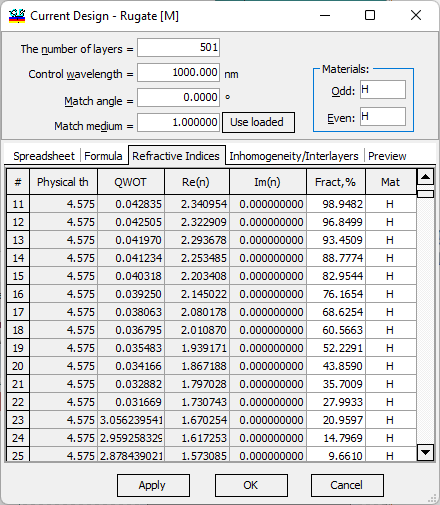 Current Design - Rugate [M]
The number of layers = 501
Control wavelength = 1000.000 nm
Match angle = 0.0000 °
Match medium = 1.000000 Use loaded
Materials:
Odd: H
Even: H
Spreadsheet Formula Refractive Indices Inhomogeneity/Interlayers Preview
# Physical th QWOT Re(n) Im(n) Fract,% Mat
11 4.575 0.042835 2.340954 0.000000000 98.9482 H
12 4.575 0.042505 2.322909 0.000000000 96.8499 H
13 4.575 0.041970 2.293678 0.000000000 93.4509 H
14 4.575 0.041234 2.253485 0.000000000 88.7774 H
15 4.575 0.040318 2.203408 0.000000000 82.9544 H
16 4.575 0.039250 2.145022 0.000000000 76.1654 H
17 4.575 0.038063 2.080178 0.000000000 68.6254 H
18 4.575 0.036795 2.010870 0.000000000 60.5663 H
19 4.575 0.035483 1.939171 0.000000000 52.2291 H
20 4.575 0.034166 1.867188 0.000000000 43.8590 H
21 4.575 0.032882 1.797028 0.000000000 35.7009 H
22 4.575 0.031669 1.730743 0.000000000 27.9933 H
23 4.575 3.056239541 1.670254 0.000000000 20.9597 H
24 4.575 2.959258329 1.617253 0.000000000 14.7969 H
25 4.575 2.878439021 1.573085 0.000000000 9.6610 H
Apply OK Cancel